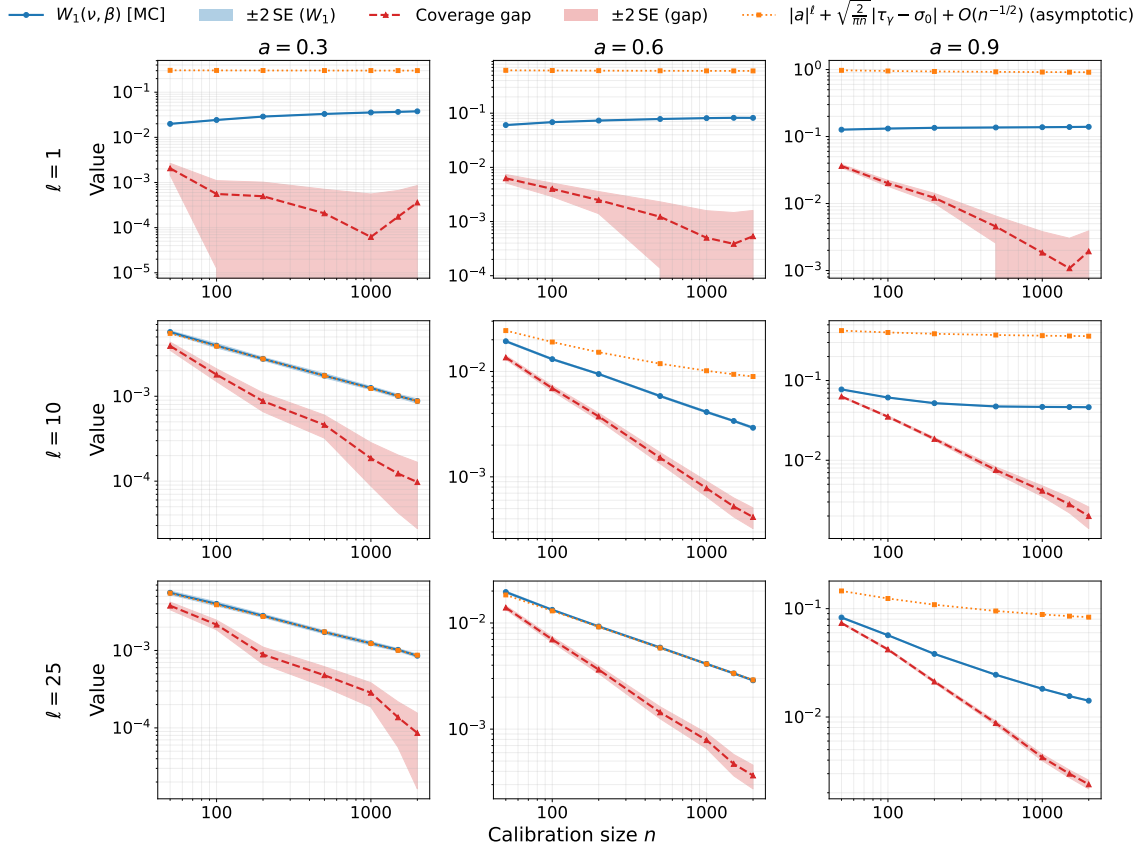 W₁(ν, β) [MC] ±2 SE (W₁) Coverage gap ±2 SE (gap) |a|^ℓ + √(2/(πn)) |τ_γ − σ₀| + O(n^{−1/2}) (asymptotic)
a = 0.3 a = 0.6 a = 0.9
ℓ = 1
Value
10⁻¹ 10⁻² 10⁻³ 10⁻⁴ 10⁻⁵
100 1000
10⁻¹ 10⁻² 10⁻³ 10⁻⁴
100 1000
10⁰ 10⁻¹ 10⁻² 10⁻³
100 1000
ℓ = 10
Value
10⁻³ 10⁻⁴
100 1000
10⁻² 10⁻³
100 1000
10⁻¹ 10⁻²
100 1000
ℓ = 25
Value
10⁻³ 10⁻⁴
100 1000
10⁻² 10⁻³
100 1000
10⁻¹ 10⁻²
100 1000
Calibration size n